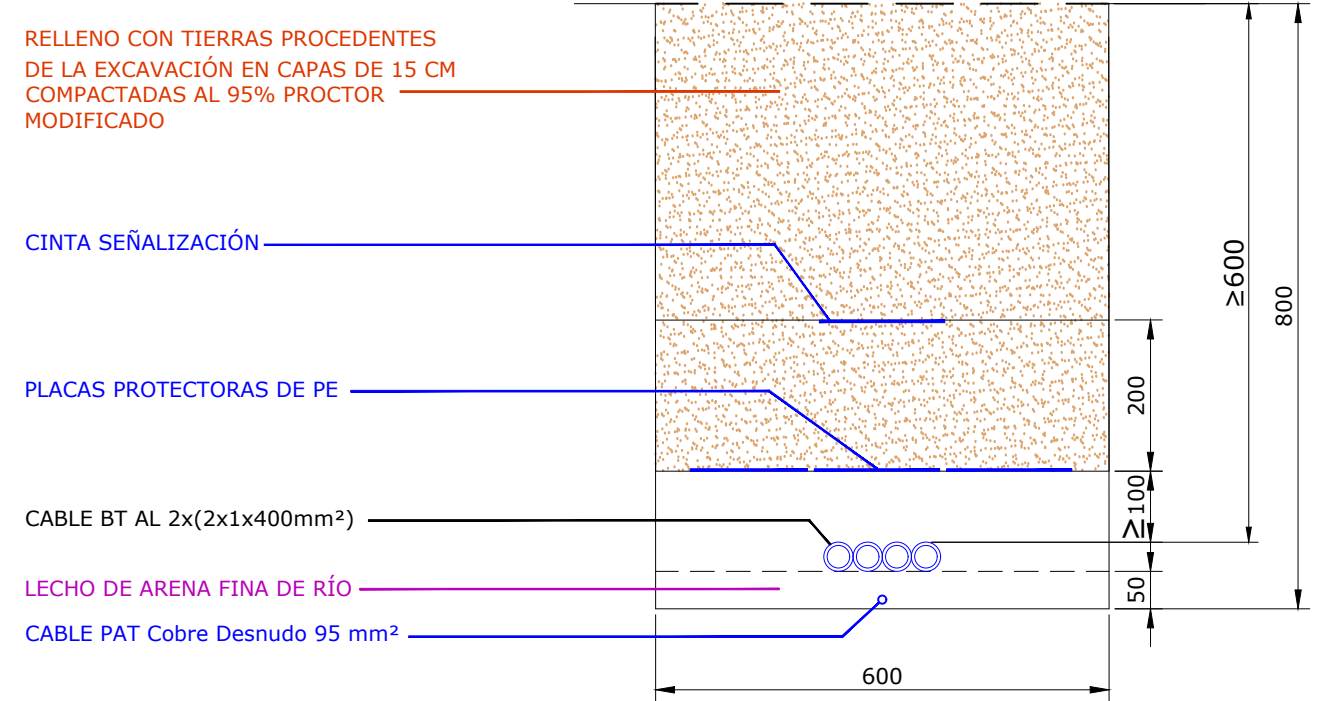 RELLENO CON TIERRAS PROCEDENTES
DE LA EXCAVACIÓN EN CAPAS DE 15 CM
COMPACTADAS AL 95% PROCTOR
MODIFICADO
CINTA SEÑALIZACIÓN
PLACAS PROTECTORAS DE PE
CABLE BT AL 2x(2x1x400mm²)
LECHO DE ARENA FINA DE RÍO
CABLE PAT Cobre Desnudo 95 mm²
≥600
800
200
≥100
50
600